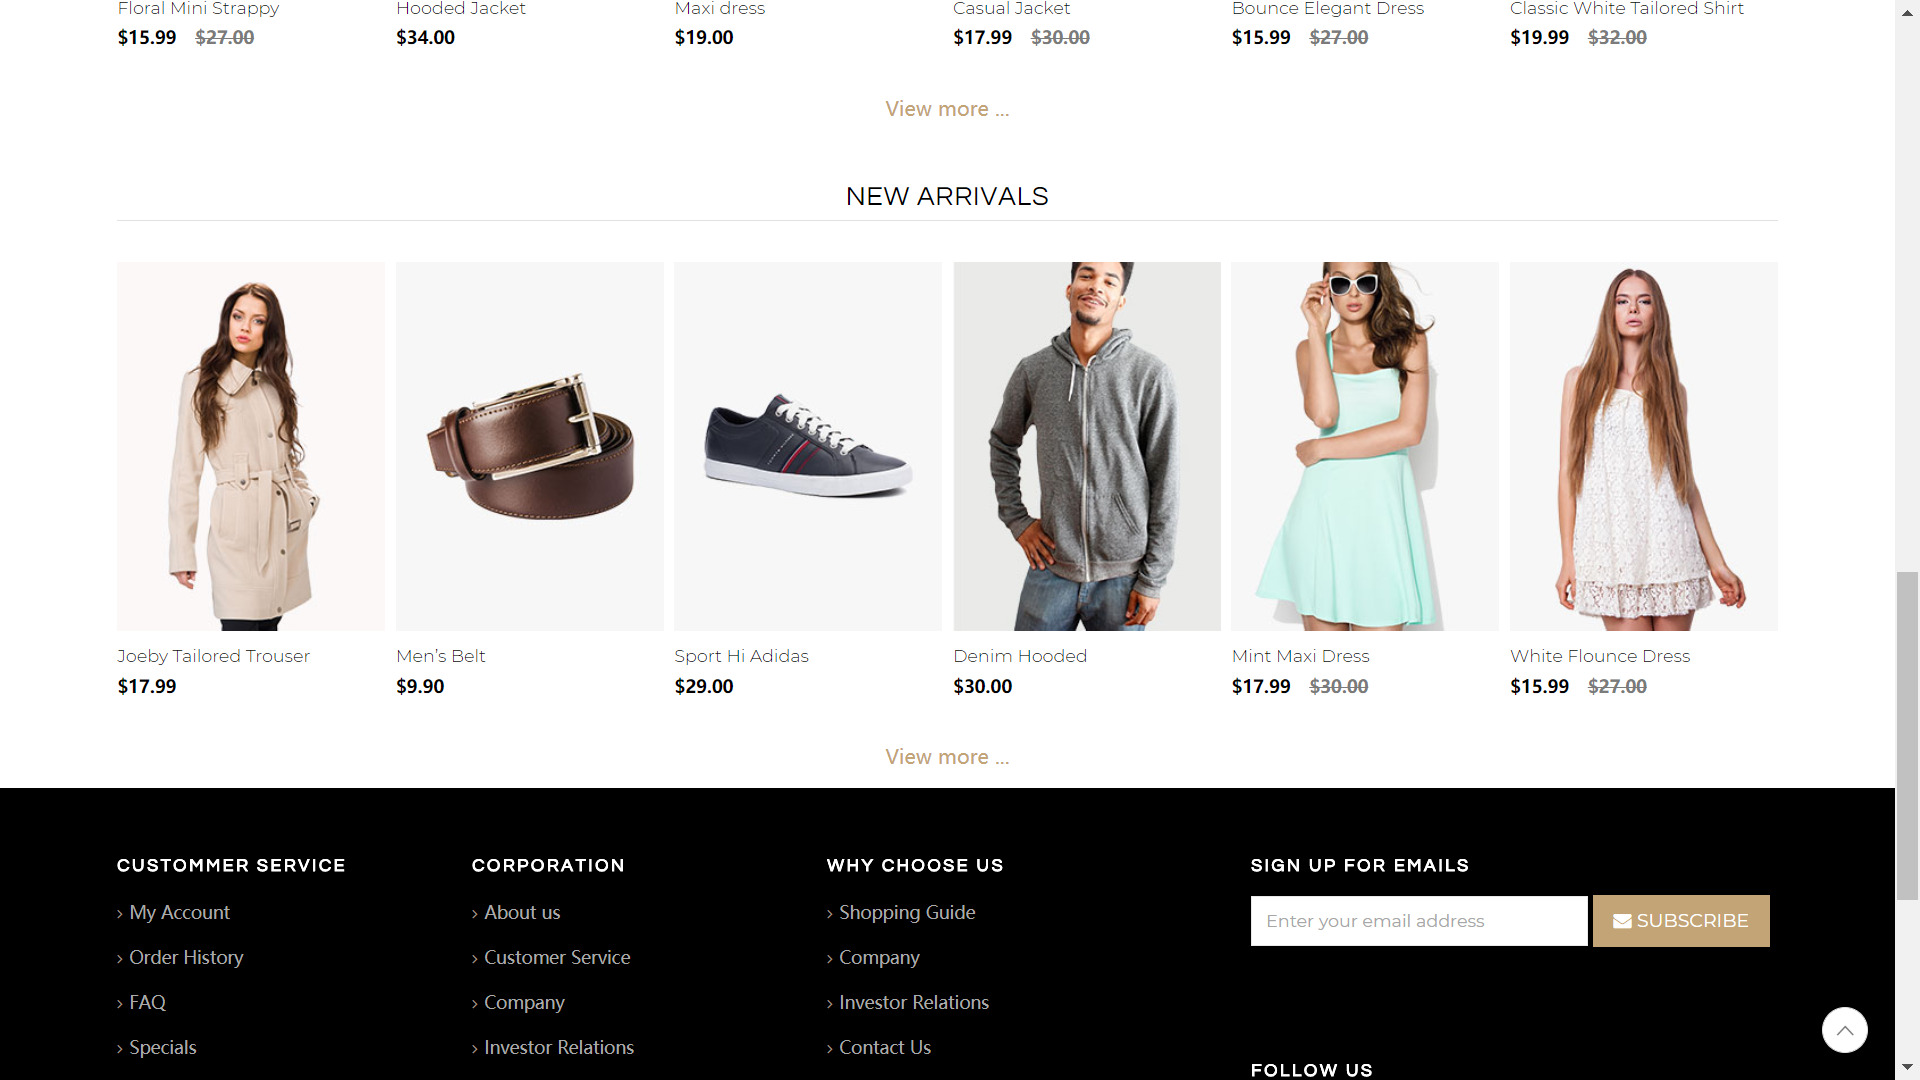 Floral Mini Strappy
$15.99 $27.00
Hooded Jacket
$34.00
Maxi dress
$19.00
Casual Jacket
$17.99 $30.00
Bounce Elegant Dress
$15.99 $27.00
Classic White Tailored Shirt
$19.99 $32.00
View more ...
NEW ARRIVALS
Joeby Tailored Trouser
$17.99
Men’s Belt
$9.90
Sport Hi Adidas
$29.00
Denim Hooded
$30.00
Mint Maxi Dress
$17.99 $30.00
White Flounce Dress
$15.99 $27.00
View more ...
CUSTOMMER SERVICE
› My Account
› Order History
› FAQ
› Specials
CORPORATION
› About us
› Customer Service
› Company
› Investor Relations
WHY CHOOSE US
› Shopping Guide
› Company
› Investor Relations
› Contact Us
SIGN UP FOR EMAILS
Enter your email address
SUBSCRIBE
FOLLOW US